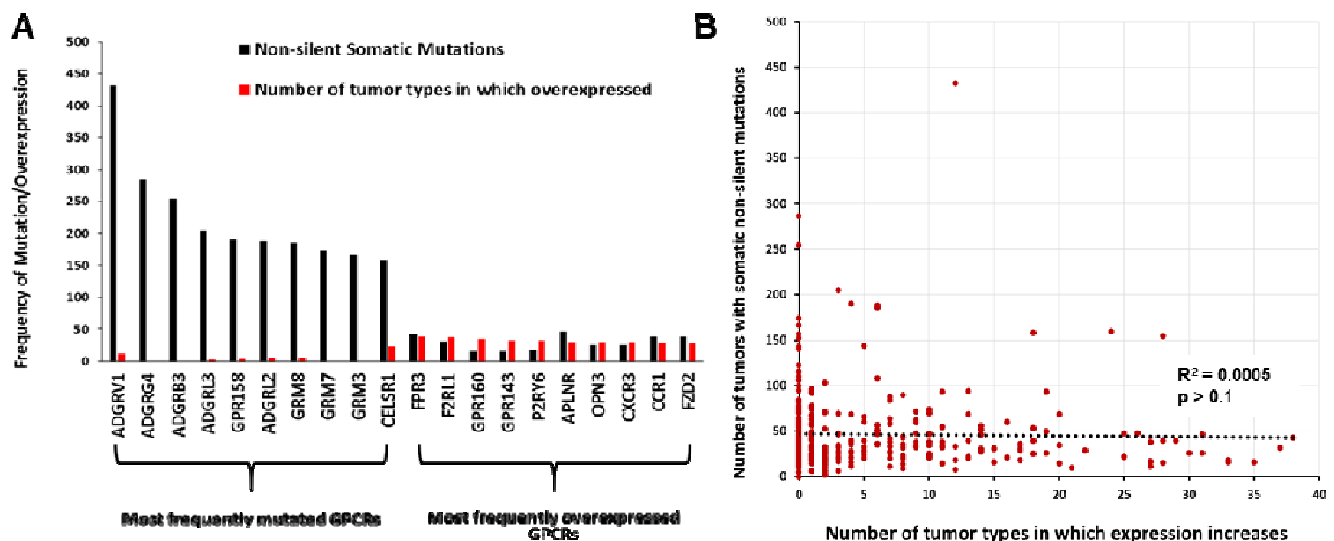 A
Frequency of Mutation/Overexpression
500
450
400
350
300
250
200
150
100
50
0
Non-silent Somatic Mutations
Number of tumor types in which overexpressed
ADGRV1
ADGRG4
ADGRB3
ADGRL3
GPR158
ADGRL2
GRM8
GRM7
GRM3
CELSR1
FPR3
F2RL1
GPR160
GPR143
P2RY6
APLNR
OPN3
CXCR3
CCR1
FZD2
Most frequently mutated GPCRs
Most frequently overexpressed
GPCRs
B
Number of tumors with somatic non-silent mutations
500
450
400
350
300
250
200
150
100
50
0
R² = 0.0005
p > 0.1
0 5 10 15 20 25 30 35 40
Number of tumor types in which expression increases